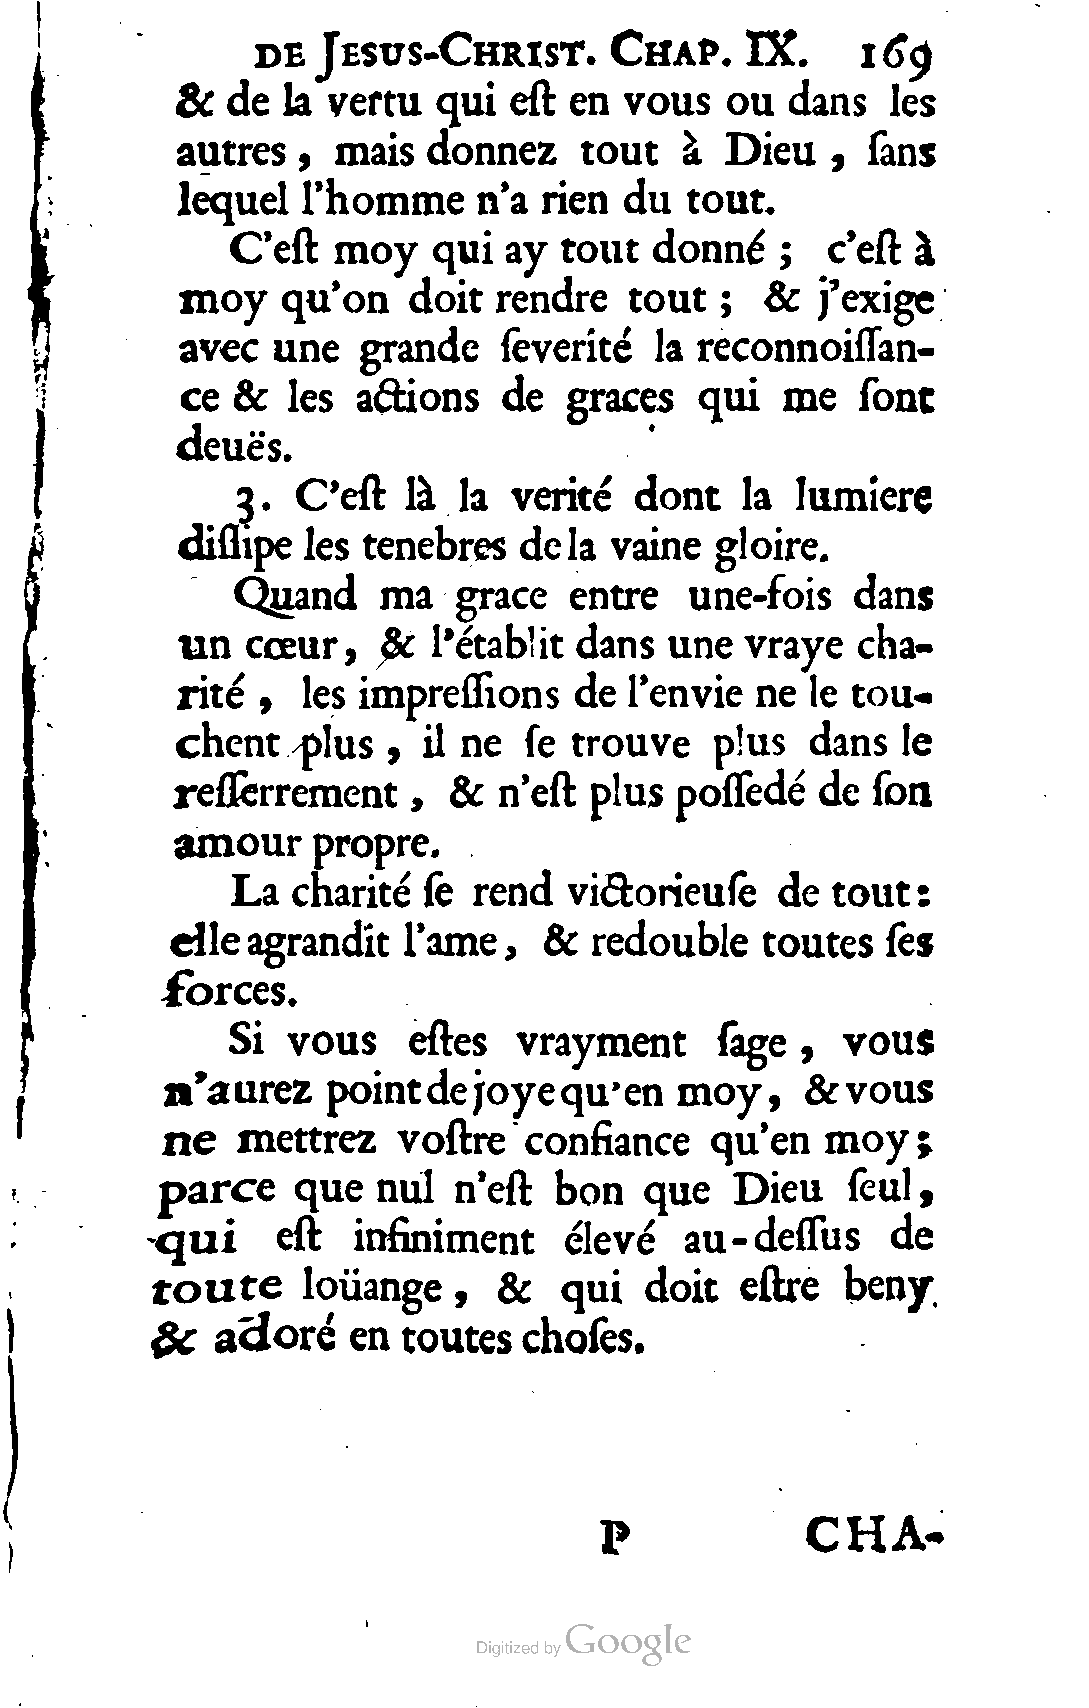 DE JESUS-CHRIST. CHAP. IX. 169
& de la vertu qui eſt en vous ou dans les
autres, mais donnez tout à Dieu, ſans
lequel l'homme n'a rien du tout.
C'eſt moy qui ay tout donné ; c'eſt à
moy qu'on doit rendre tout ; & j'exige
avec une grande ſeverité la reconnoiſſan-
ce & les actions de graces qui me ſont
deuës.
3. C'eſt là la verité dont la lumiere
diſſipe les tenebres de la vaine gloire.
Quand ma grace entre une-fois dans
un cœur, & l'établit dans une vraye cha-
rité, les impreſſions de l'envie ne le tou-
chent plus, il ne ſe trouve plus dans le
reſſerrement, & n'eſt plus poſſedé de ſon
amour propre.
La charité ſe rend victorieuſe de tout:
elle agrandit l'ame, & redouble toutes ſes
forces.
Si vous eſtes vrayment ſage, vous
n'aurez point de joye qu'en moy, & vous
ne mettrez voſtre confiance qu'en moy;
parce que nul n'eſt bon que Dieu ſeul,
qui eſt infiniment élevé au-deſſus de
toute loüange, & qui doit eſtre beny
& adoré en toutes choſes.
P CHA-
Digitized by Google